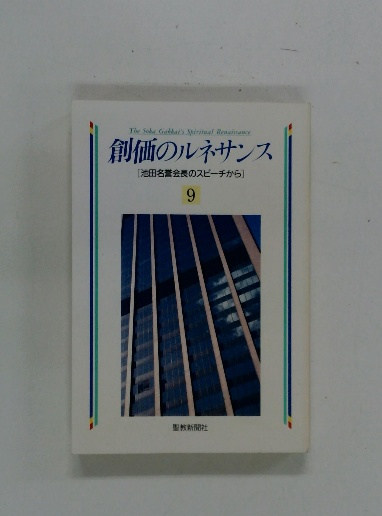 The Soka Gakkai's Spiritual Renaissance
創価のルネサンス
[池田名誉会長のスピーチから]
9
聖教新聞社